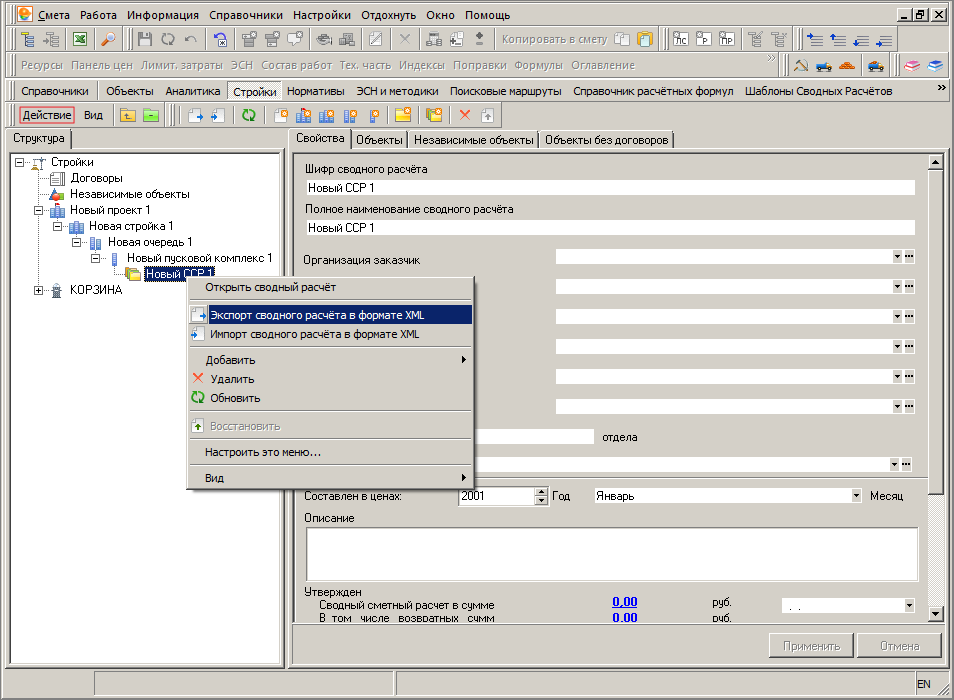 Смета Работа Информация Справочники Настройки Отдохнуть Окно Помощь
Копировать в смету ЛС Р ПР
Ресурсы Панель цен Лимит. затраты ЭСН Состав работ Тех. часть Индексы Поправки Формулы Оглавление
Справочники Объекты Аналитика Стройки Нормативы ЭСН и методики Поисковые маршруты Справочник расчётных формул Шаблоны Сводных Расчётов
Действие Вид
Структура
Стройки
Договоры
Независимые объекты
Новый проект 1
Новая стройка 1
Новая очередь 1
Новый пусковой комплекс 1
Новый ССР 1
КОРЗИНА
Открыть сводный расчёт
Экспорт сводного расчёта в формате XML
Импорт сводного расчёта в формате XML
Добавить
Удалить
Обновить
Восстановить
Настроить это меню...
Вид
Свойства Объекты Независимые объекты Объекты без договоров
Шифр сводного расчёта
Новый ССР 1
Полное наименование сводного расчёта
Новый ССР 1
Организация заказчик
отдела
Составлен в ценах: 2001 Год Январь Месяц
Описание
Утвержден
Сводный сметный расчет в сумме 0,00 руб. . .
В том числе возвратных сумм 0,00 руб.
Применить Отмена
EN